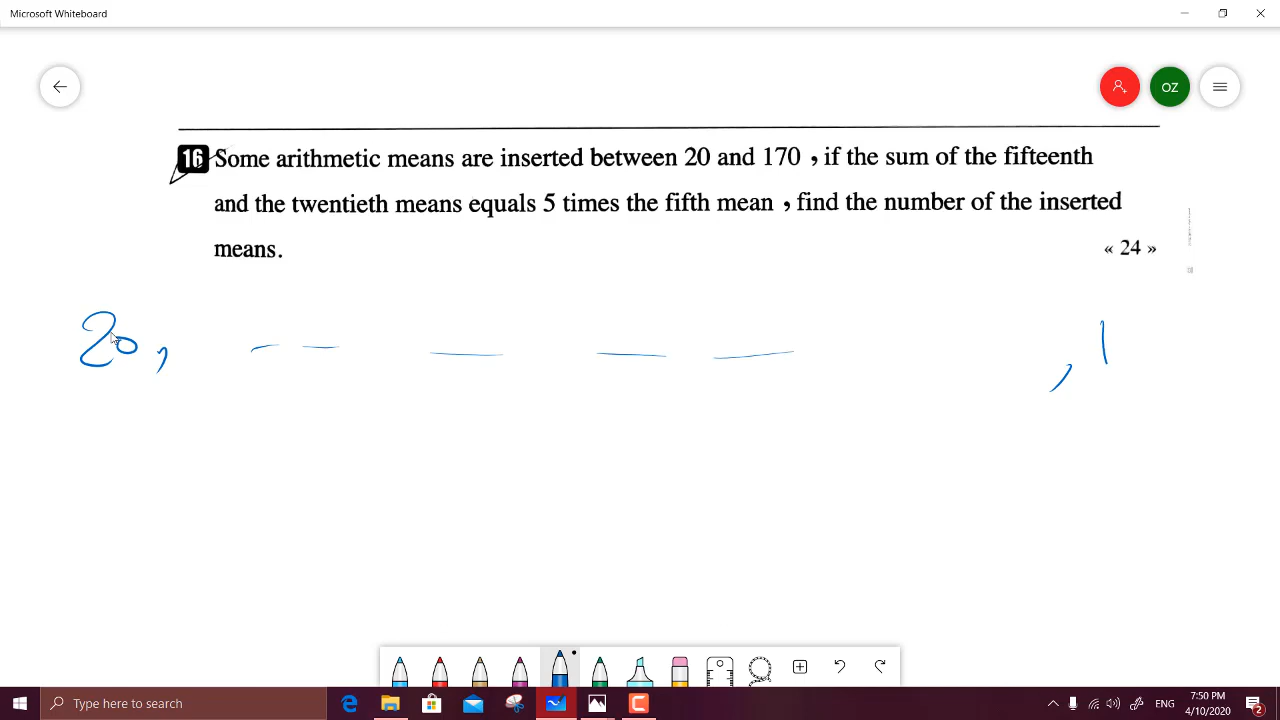 Microsoft Whiteboard
OZ
16 Some arithmetic means are inserted between 20 and 170 , if the sum of the fifteenth
and the twentieth means equals 5 times the fifth mean , find the number of the inserted
means.
« 24 »
20, , 1
Type here to search
ENG
7:50 PM
4/10/2020
2